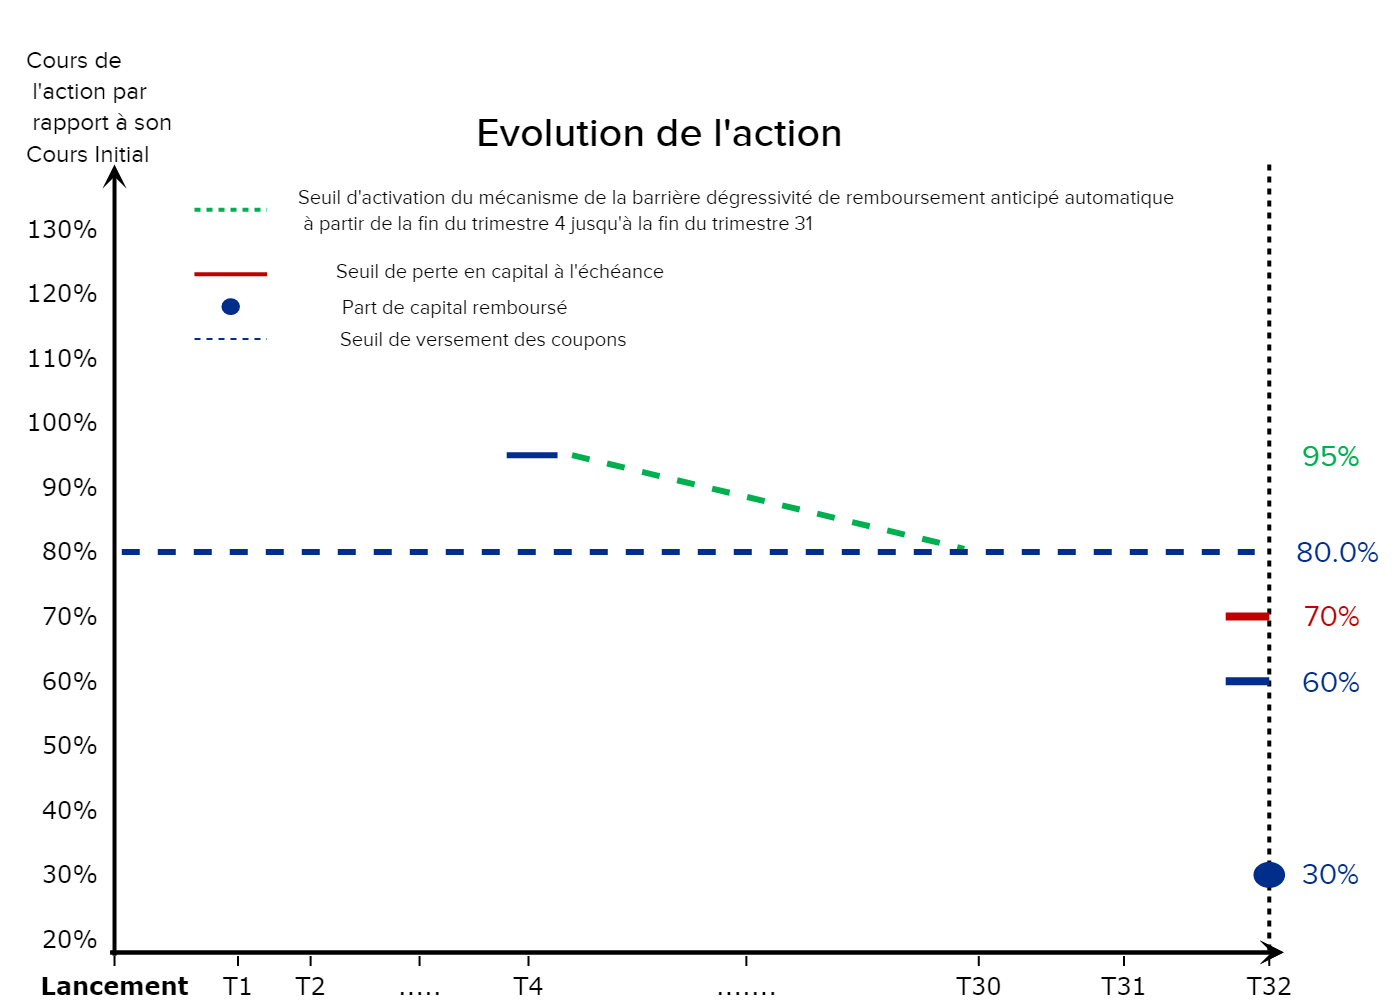 Cours de
l'action par
rapport à son
Cours Initial
Evolution de l'action
Seuil d'activation du mécanisme de la barrière dégressivité de remboursement anticipé automatique
à partir de la fin du trimestre 4 jusqu'à la fin du trimestre 31
Seuil de perte en capital à l'échéance
Part de capital remboursé
Seuil de versement des coupons
130%
120%
110%
100%
90%
80%
70%
60%
50%
40%
30%
20%
95%
80.0%
70%
60%
30%
Lancement T1 T2 ..... T4 ....... T30 T31 T32